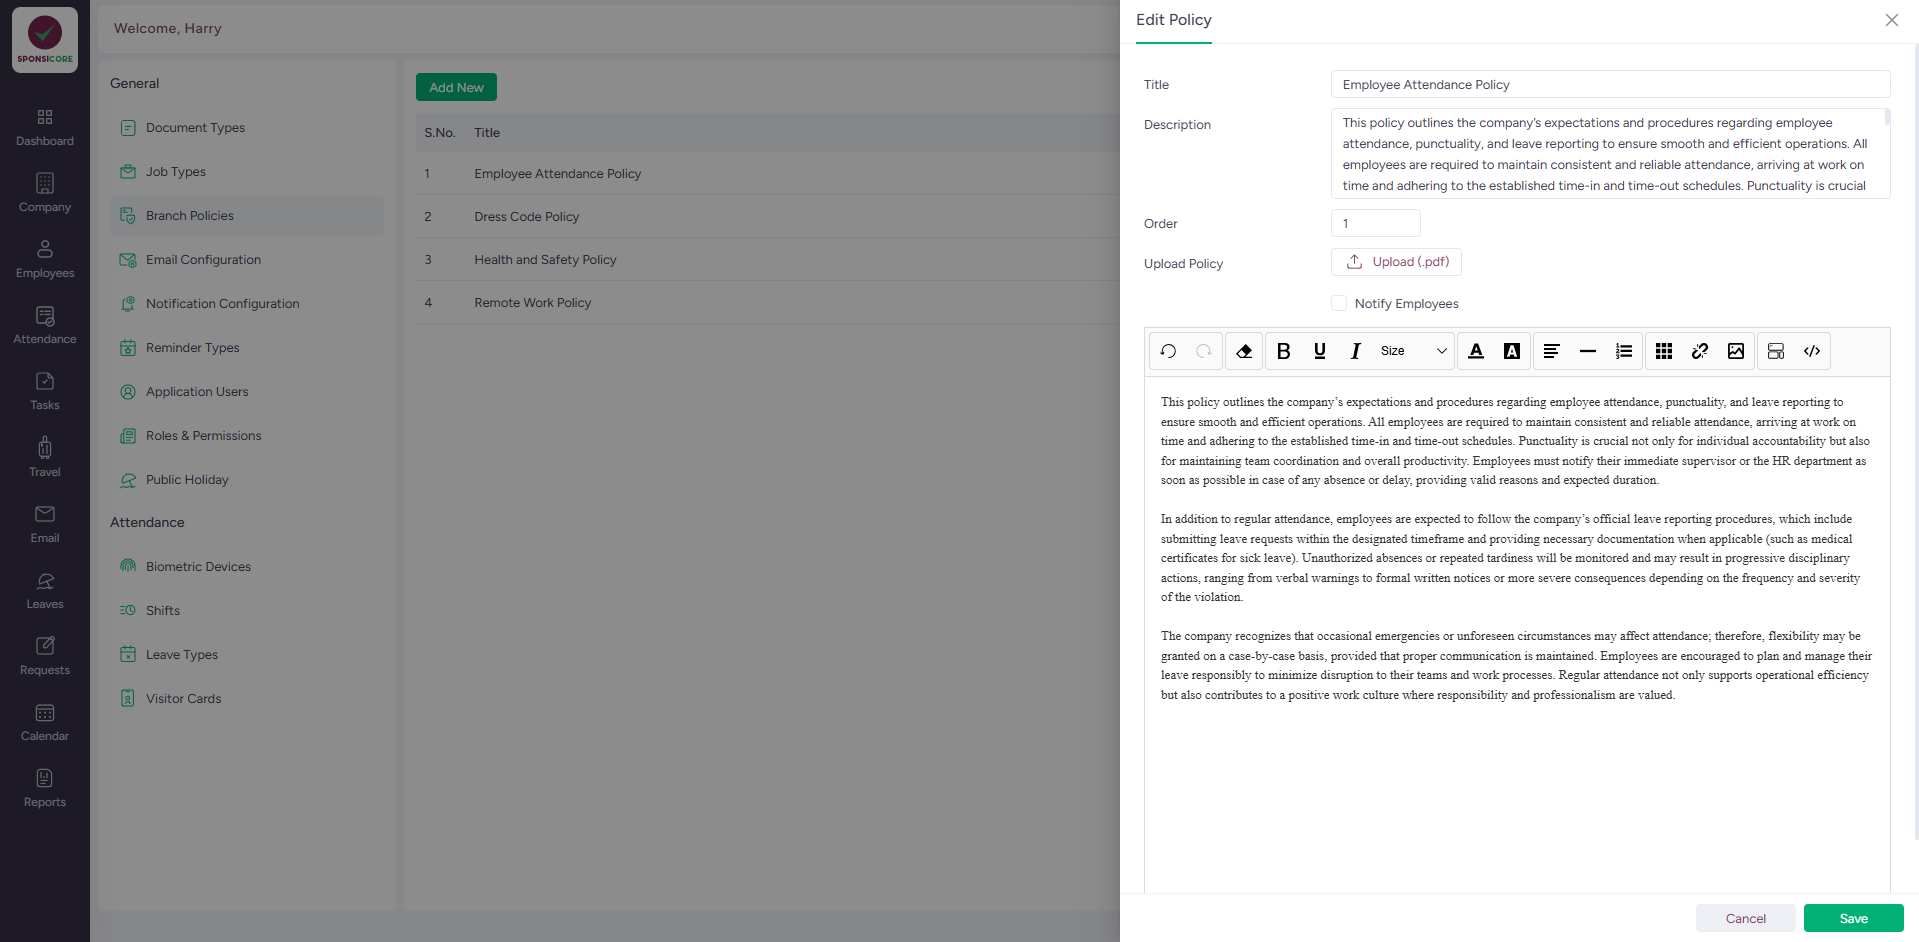 SPONSICORE
Dashboard
Company
Employees
Attendance
Tasks
Travel
Email
Leaves
Requests
Calendar
Reports
Welcome, Harry
General
Document Types
Job Types
Branch Policies
Email Configuration
Notification Configuration
Reminder Types
Application Users
Roles & Permissions
Public Holiday
Attendance
Biometric Devices
Shifts
Leave Types
Visitor Cards
Add New
S.No. Title
1 Employee Attendance Policy
2 Dress Code Policy
3 Health and Safety Policy
4 Remote Work Policy
Edit Policy
Title
Employee Attendance Policy
Description
This policy outlines the company’s expectations and procedures regarding employee
attendance, punctuality, and leave reporting to ensure smooth and efficient operations. All
employees are required to maintain consistent and reliable attendance, arriving at work on
time and adhering to the established time-in and time-out schedules. Punctuality is crucial
Order
1
Upload Policy
Upload (.pdf)
Notify Employees
B U I Size A A
This policy outlines the company’s expectations and procedures regarding employee attendance, punctuality, and leave reporting to
ensure smooth and efficient operations. All employees are required to maintain consistent and reliable attendance, arriving at work on
time and adhering to the established time-in and time-out schedules. Punctuality is crucial not only for individual accountability but also
for maintaining team coordination and overall productivity. Employees must notify their immediate supervisor or the HR department as
soon as possible in case of any absence or delay, providing valid reasons and expected duration.
In addition to regular attendance, employees are expected to follow the company’s official leave reporting procedures, which include
submitting leave requests within the designated timeframe and providing necessary documentation when applicable (such as medical
certificates for sick leave). Unauthorized absences or repeated tardiness will be monitored and may result in progressive disciplinary
actions, ranging from verbal warnings to formal written notices or more severe consequences depending on the frequency and severity
of the violation.
The company recognizes that occasional emergencies or unforeseen circumstances may affect attendance; therefore, flexibility may be
granted on a case-by-case basis, provided that proper communication is maintained. Employees are encouraged to plan and manage their
leave responsibly to minimize disruption to their teams and work processes. Regular attendance not only supports operational efficiency
but also contributes to a positive work culture where responsibility and professionalism are valued.
Cancel
Save